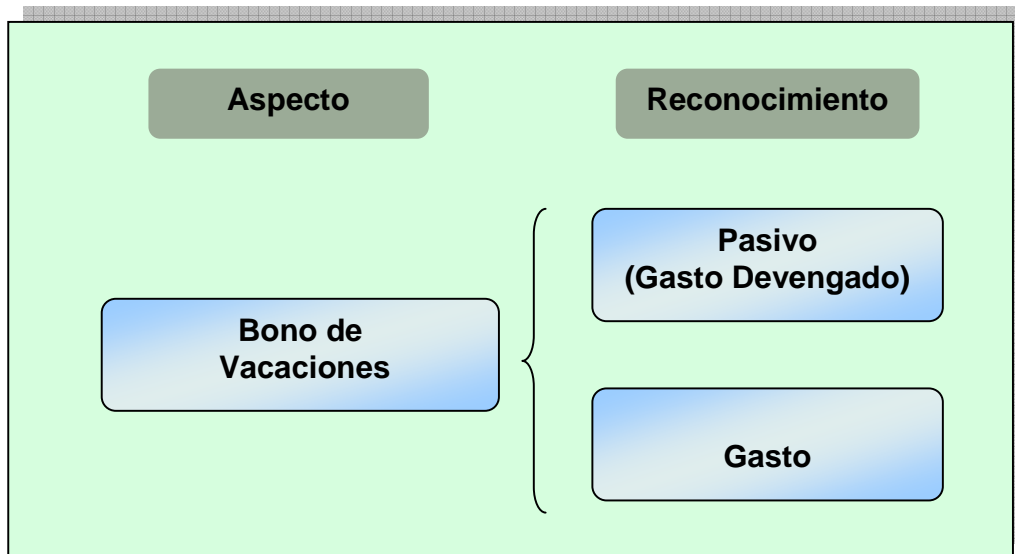 Aspecto
Reconocimiento
Pasivo
(Gasto Devengado)
Bono de
Vacaciones
Gasto